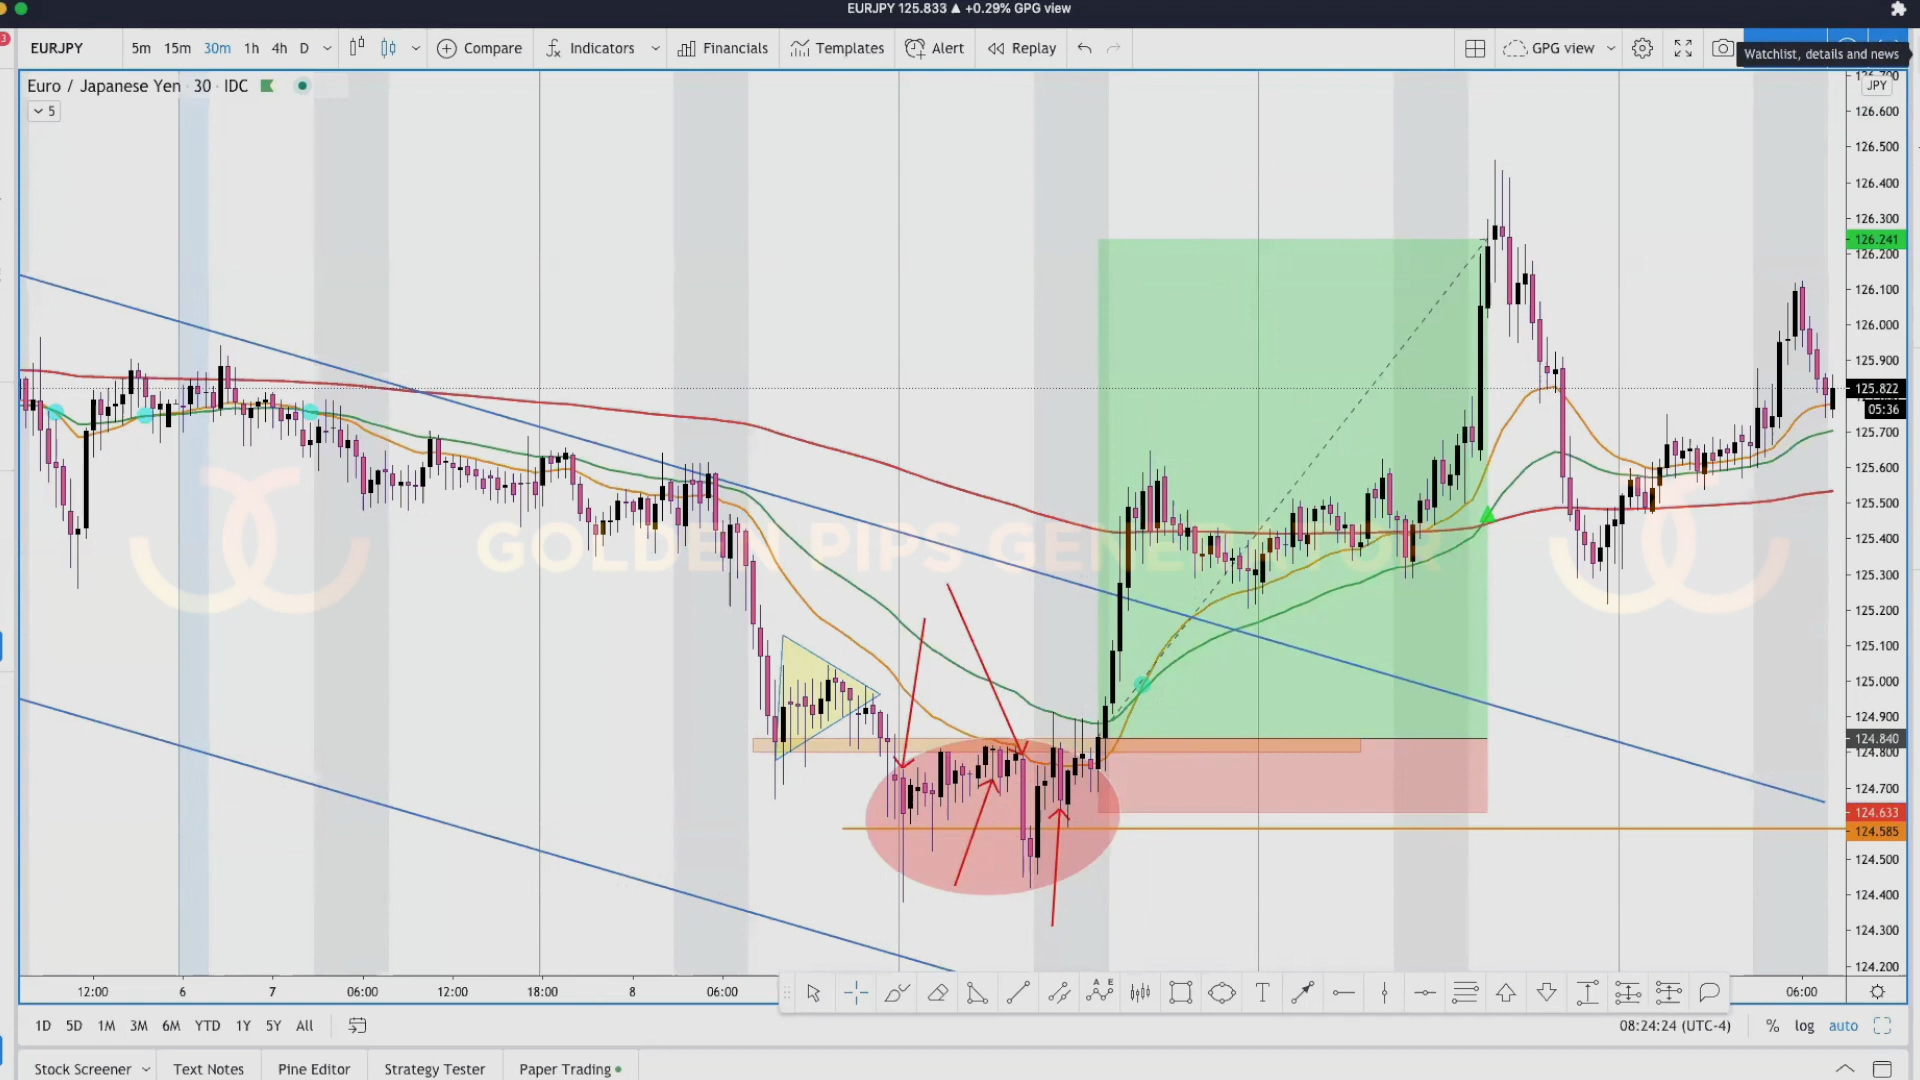 EURJPY 125.833 ▲ +0.29% GPG view
EURJPY 5m 15m 30m 1h 4h D Compare Indicators Financials Templates Alert Replay GPG view
Watchlist, details and news
Euro / Japanese Yen · 30 · IDC
5
JPY
126.700
126.600
126.500
126.400
126.300
126.241
126.200
126.100
126.000
125.900
125.822
05:36
125.700
125.600
125.500
125.400
125.300
125.200
125.100
125.000
124.900
124.840
124.800
124.700
124.633
124.585
124.500
124.400
124.300
124.200
GOLDEN PIPS GENERATOR
12:00 6 7 06:00 12:00 18:00 8 06:00 06:00
A E
T
1D 5D 1M 3M 6M YTD 1Y 5Y All 08:24:24 (UTC-4) % log auto
Stock Screener Text Notes Pine Editor Strategy Tester Paper Trading